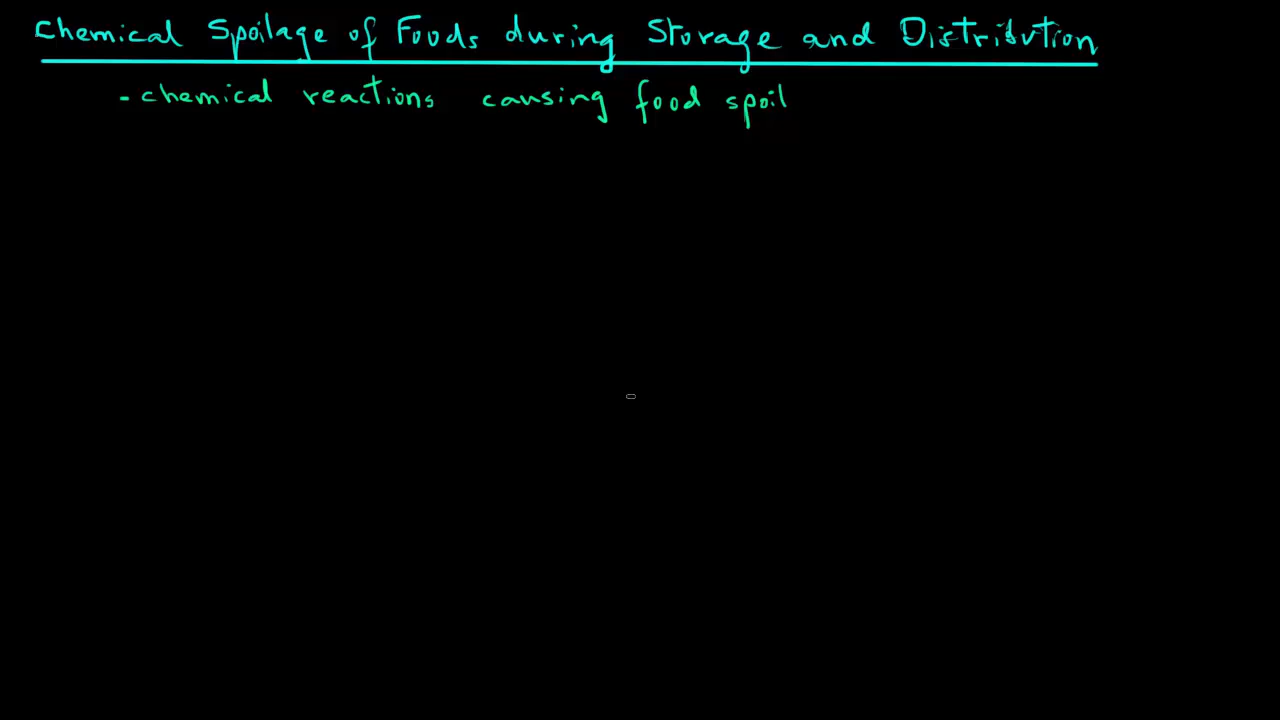 Chemical Spoilage of Foods during Storage and Distribution
- chemical reactions causing food spoil